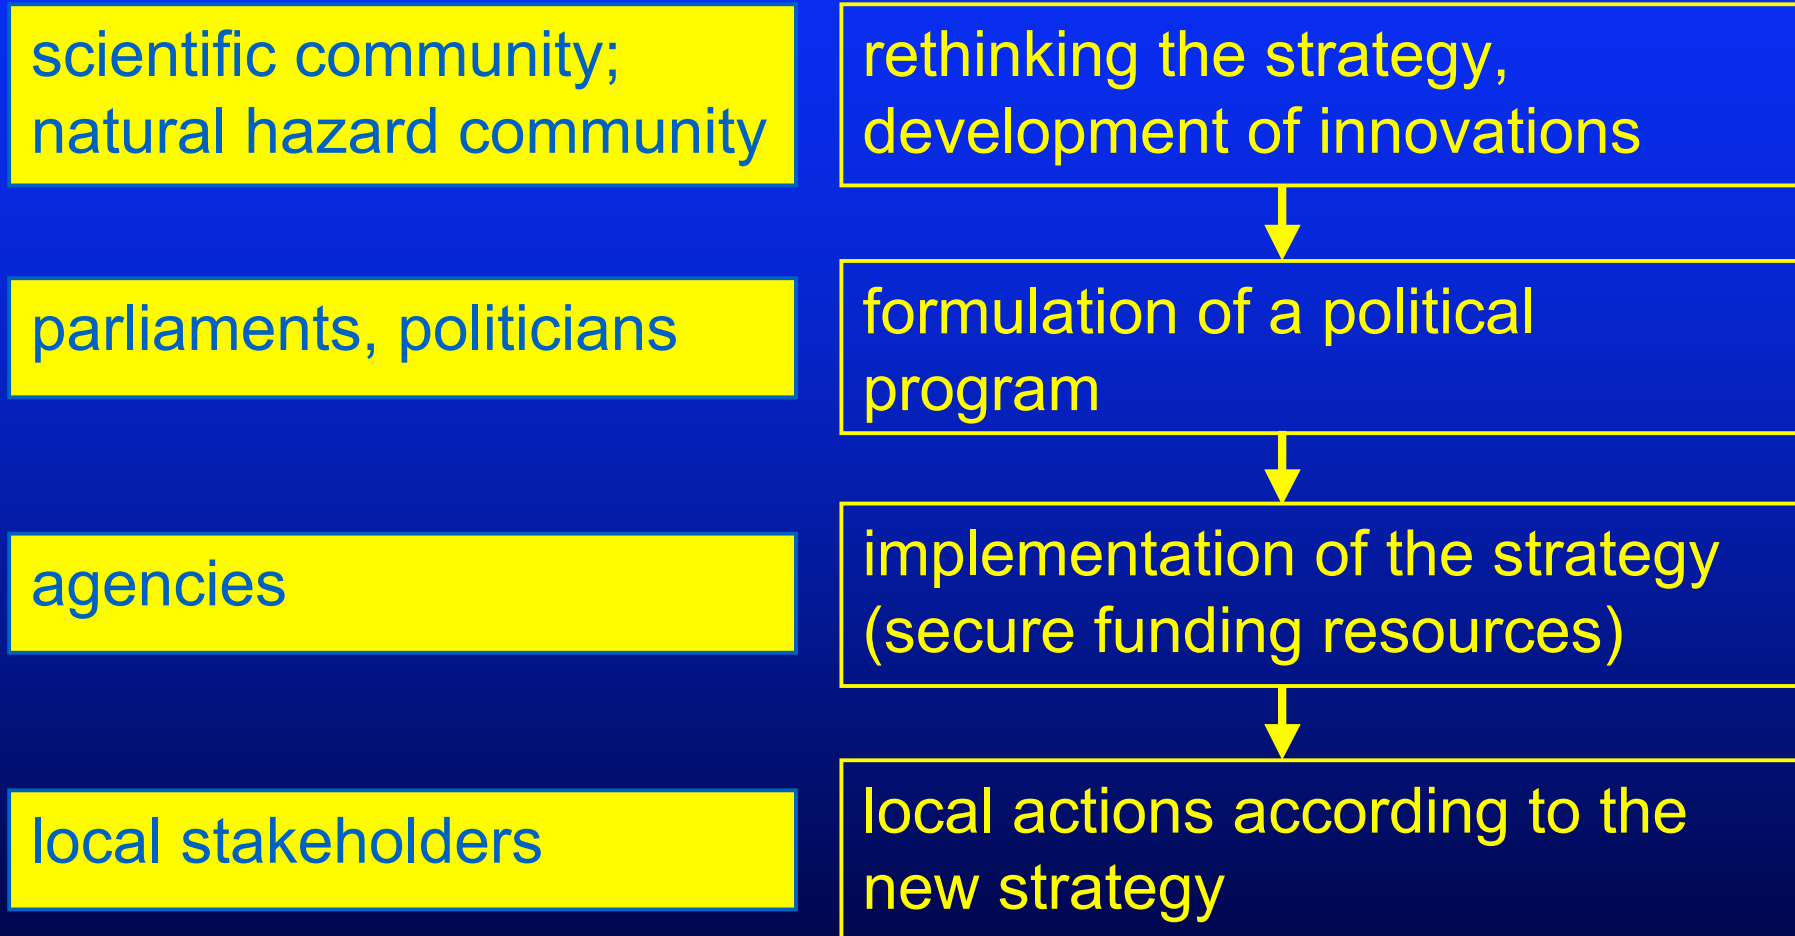 scientific community;
natural hazard community
rethinking the strategy,
development of innovations
parliaments, politicians
formulation of a political
program
agencies
implementation of the strategy
(secure funding resources)
local stakeholders
local actions according to the
new strategy